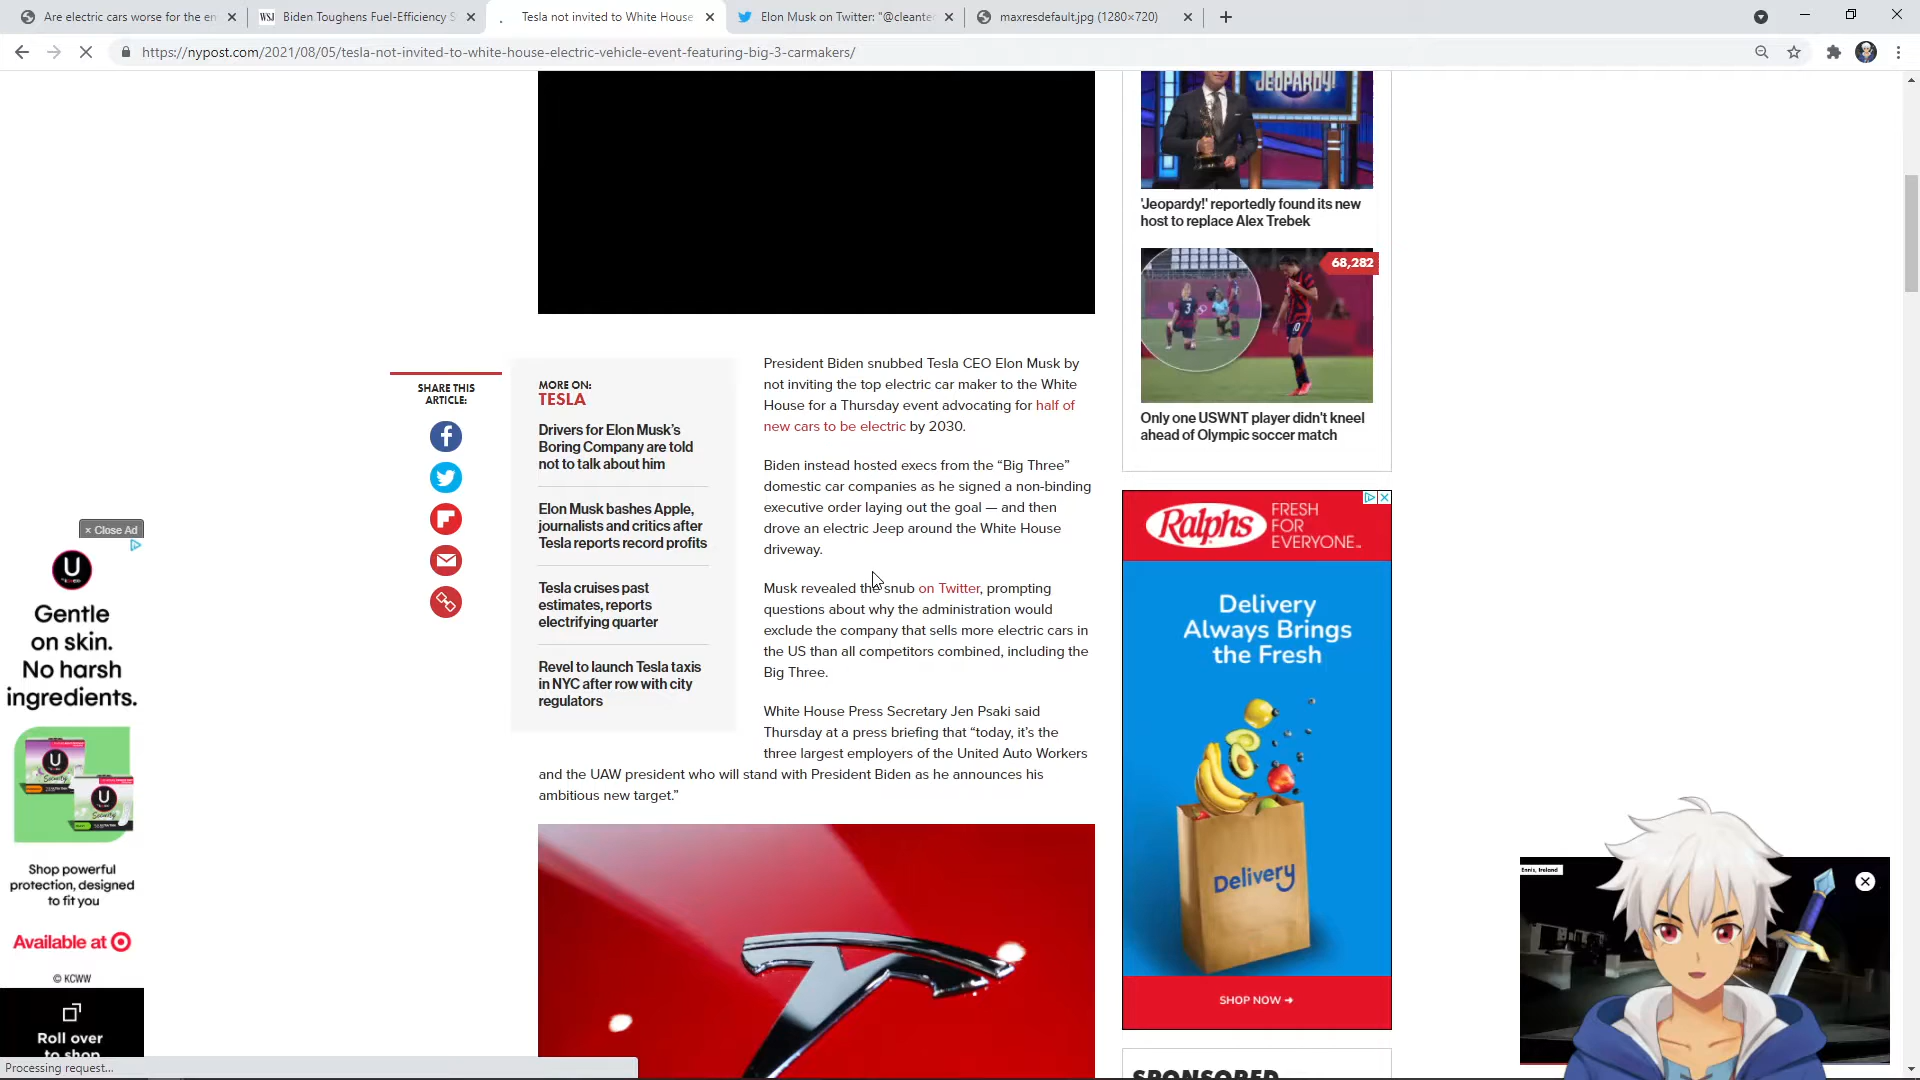 Are electric cars worse for the en
WSJ
Biden Toughens Fuel-Efficiency S
Tesla not invited to White House
Elon Musk on Twitter: "@cleante
maxresdefault.jpg (1280×720)
https://nypost.com/2021/08/05/tesla-not-invited-to-white-house-electric-vehicle-event-featuring-big-3-carmakers/
JEOPARDY!
'Jeopardy!' reportedly found its new
host to replace Alex Trebek
68,282
3
10
Only one USWNT player didn't kneel
ahead of Olympic soccer match
SHARE THIS
ARTICLE:
MORE ON:
TESLA
Drivers for Elon Musk's
Boring Company are told
not to talk about him
Elon Musk bashes Apple,
journalists and critics after
Tesla reports record profits
Tesla cruises past
estimates, reports
electrifying quarter
Revel to launch Tesla taxis
in NYC after row with city
regulators
President Biden snubbed Tesla CEO Elon Musk by
not inviting the top electric car maker to the White
House for a Thursday event advocating for half of
new cars to be electric by 2030.
Biden instead hosted execs from the “Big Three”
domestic car companies as he signed a non-binding
executive order laying out the goal — and then
drove an electric Jeep around the White House
driveway.
Musk revealed the snub on Twitter, prompting
questions about why the administration would
exclude the company that sells more electric cars in
the US than all competitors combined, including the
Big Three.
White House Press Secretary Jen Psaki said
Thursday at a press briefing that “today, it’s the
three largest employers of the United Auto Workers
and the UAW president who will stand with President Biden as he announces his
ambitious new target.”
× Close Ad
U
Gentle
on skin.
No harsh
ingredients.
U
Security
U
Security
Shop powerful
protection, designed
to fit you
Available at
© KCWW
Roll over
to shop
Processing request...
Ralphs
FRESH
FOR
EVERYONE™
Delivery
Always Brings
the Fresh
Delivery
SHOP NOW →
SPONSORED
Ennis, Ireland